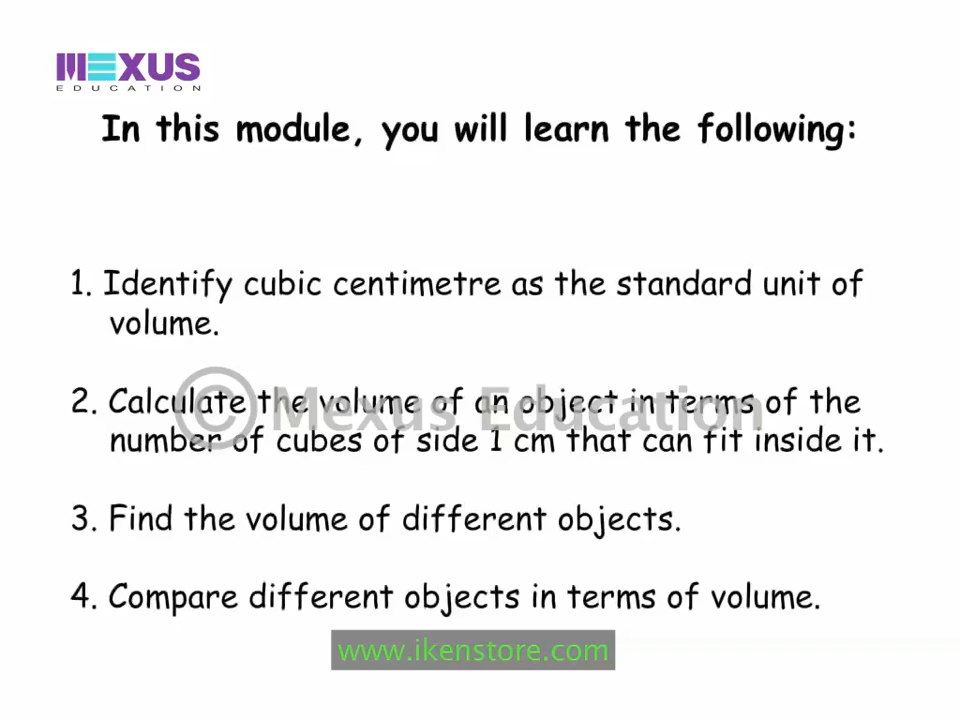 MEXUS
EDUCATION
In this module, you will learn the following:
1. Identify cubic centimetre as the standard unit of
volume.
2. Calculate the volume of an object in terms of the
number of cubes of side 1 cm that can fit inside it.
© Mexus Education
3. Find the volume of different objects.
4. Compare different objects in terms of volume.
www.ikenstore.com